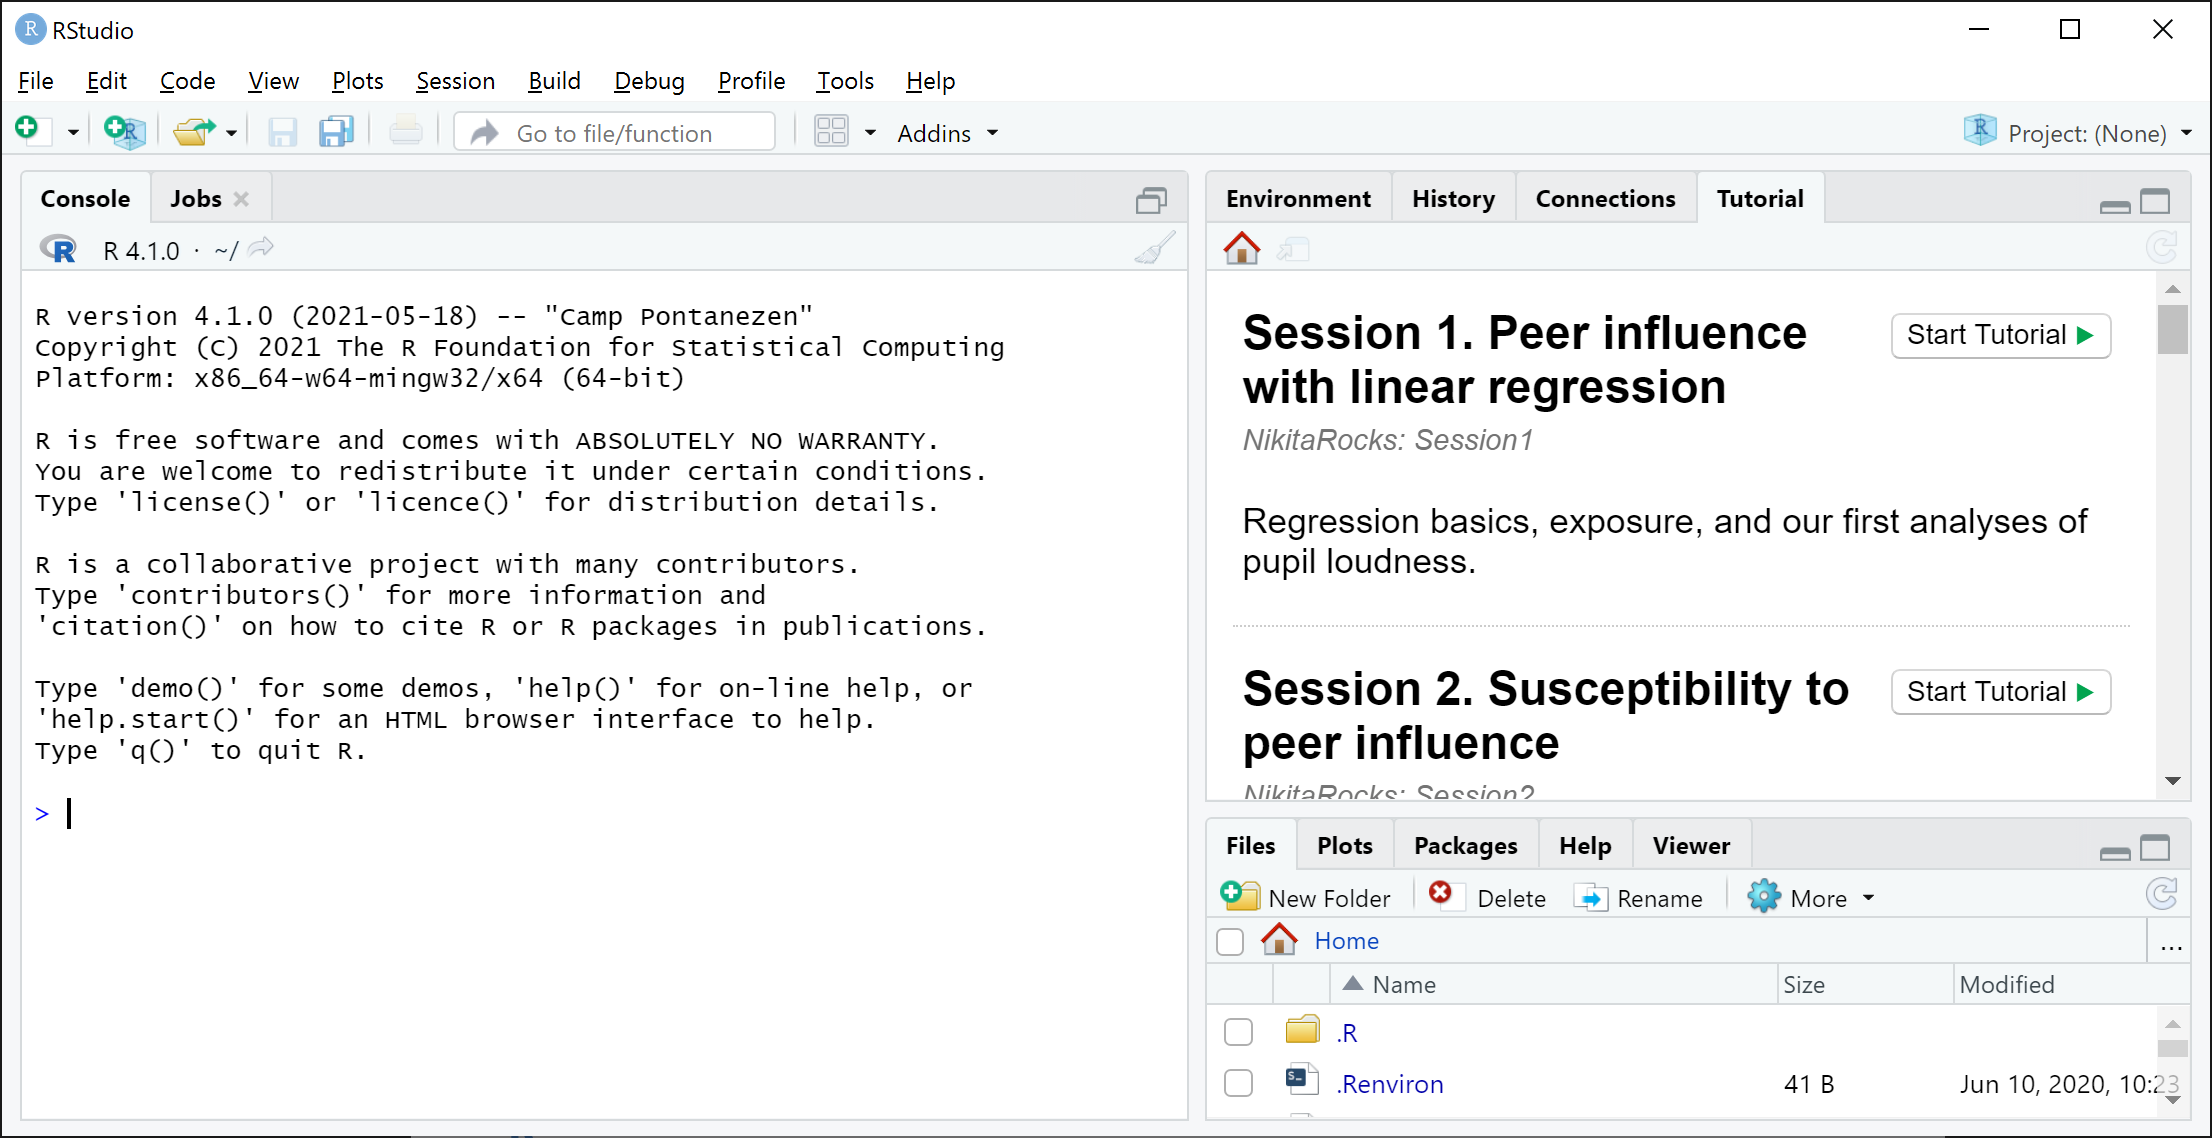 RStudio
File Edit Code View Plots Session Build Debug Profile Tools Help
Go to file/function Addins Project: (None)
Console Jobs
R 4.1.0 · ~/
R version 4.1.0 (2021-05-18) -- "Camp Pontanezen"
Copyright (C) 2021 The R Foundation for Statistical Computing
Platform: x86_64-w64-mingw32/x64 (64-bit)
R is free software and comes with ABSOLUTELY NO WARRANTY.
You are welcome to redistribute it under certain conditions.
Type 'license()' or 'licence()' for distribution details.
R is a collaborative project with many contributors.
Type 'contributors()' for more information and
'citation()' on how to cite R or R packages in publications.
Type 'demo()' for some demos, 'help()' for on-line help, or
'help.start()' for an HTML browser interface to help.
Type 'q()' to quit R.
>
Environment History Connections Tutorial
Session 1. Peer influence
with linear regression
Start Tutorial
NikitaRocks: Session1
Regression basics, exposure, and our first analyses of
pupil loudness.
Session 2. Susceptibility to
peer influence
Start Tutorial
NikitaRocks: Session2
Files Plots Packages Help Viewer
New Folder Delete Rename More
Home ...
Name Size Modified
.R
.Renviron 41 B Jun 10, 2020, 10:23